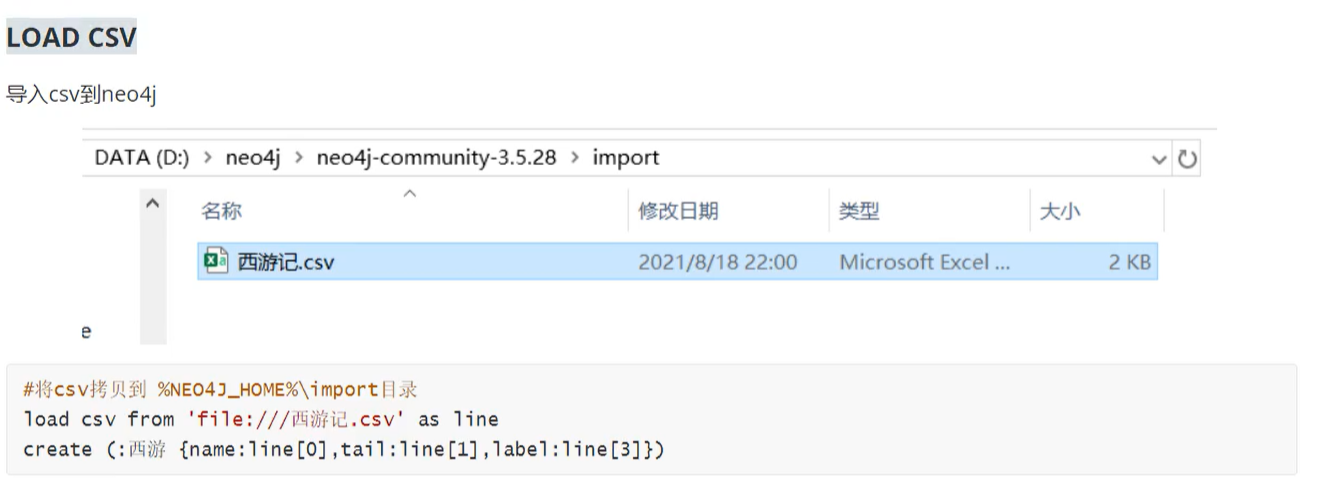 LOAD CSV
导入csv到neo4j
DATA (D:) > neo4j > neo4j-community-3.5.28 > import
名称 修改日期 类型 大小
西游记.csv 2021/8/18 22:00 Microsoft Excel ... 2 KB
e
#将csv拷贝到 %NEO4J_HOME%\import目录
load csv from 'file:///西游记.csv' as line
create (:西游 {name:line[0],tail:line[1],label:line[3]})